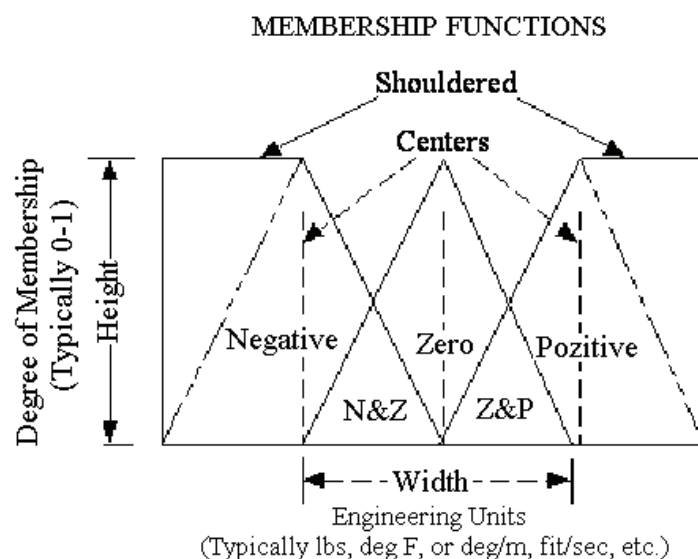 MEMBERSHIP FUNCTIONS
Shouldered
Centers
Degree of Membership
(Typically 0-1)
Height
Negative
Zero
Pozitive
N&Z
Z&P
Width
Engineering Units
(Typically lbs, deg F, or deg/m, fit/sec, etc.)